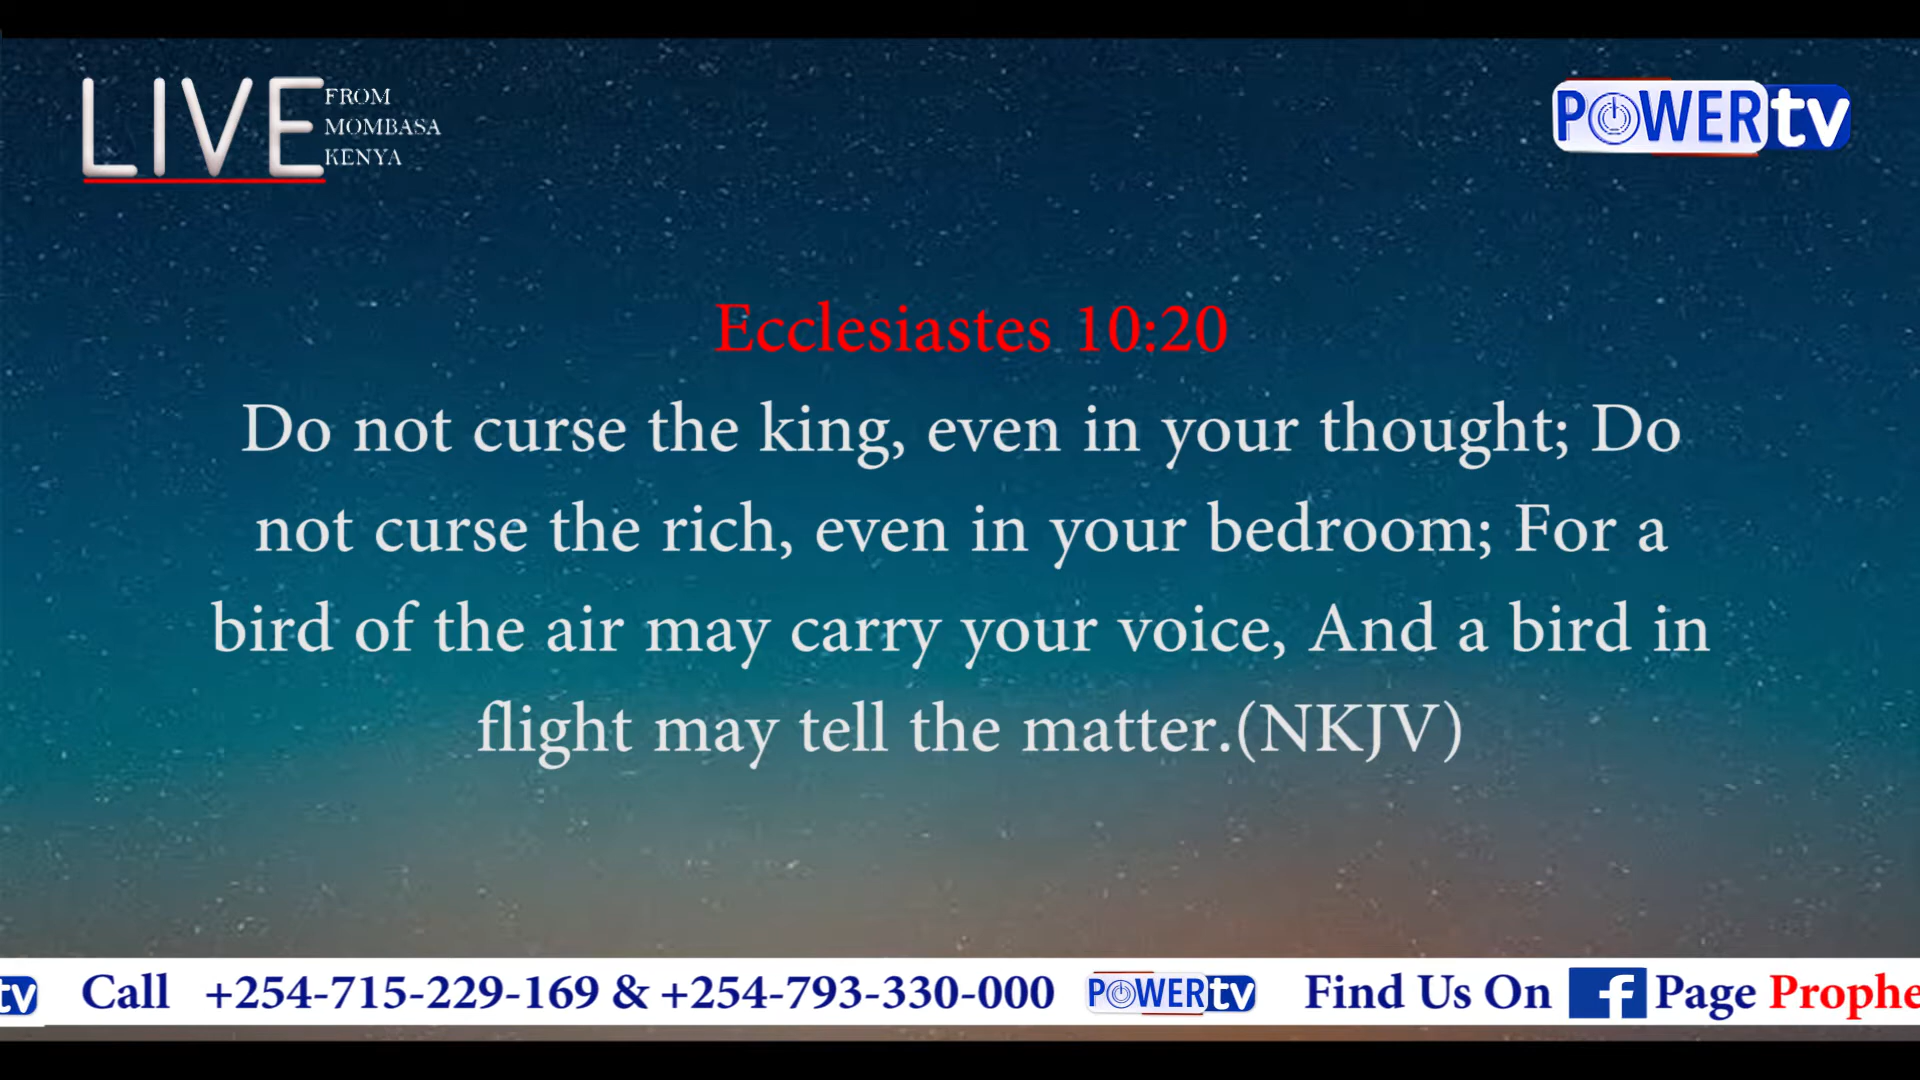 LIVE
FROM
MOMBASA
KENYA
POWERtv
Ecclesiastes 10:20
Do not curse the king, even in your thought; Do
not curse the rich, even in your bedroom; For a
bird of the air may carry your voice, And a bird in
flight may tell the matter.(NKJV)
tv Call +254-715-229-169 & +254-793-330-000 POWERtv Find Us On f Page Prophe